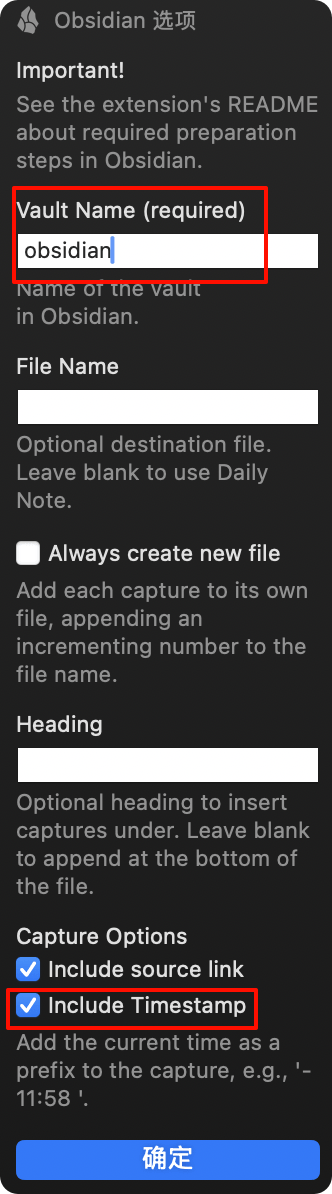 Obsidian 选项
Important!
See the extension's README
about required preparation
steps in Obsidian.
Vault Name (required)
obsidian
Name of the vault
in Obsidian.
File Name
Optional destination file.
Leave blank to use Daily
Note.
Always create new file
Add each capture to its own
file, appending an
incrementing number to the
file name.
Heading
Optional heading to insert
captures under. Leave blank
to append at the bottom of
the file.
Capture Options
Include source link
Include Timestamp
Add the current time as a
prefix to the capture, e.g., '-
11:58 '.
确定